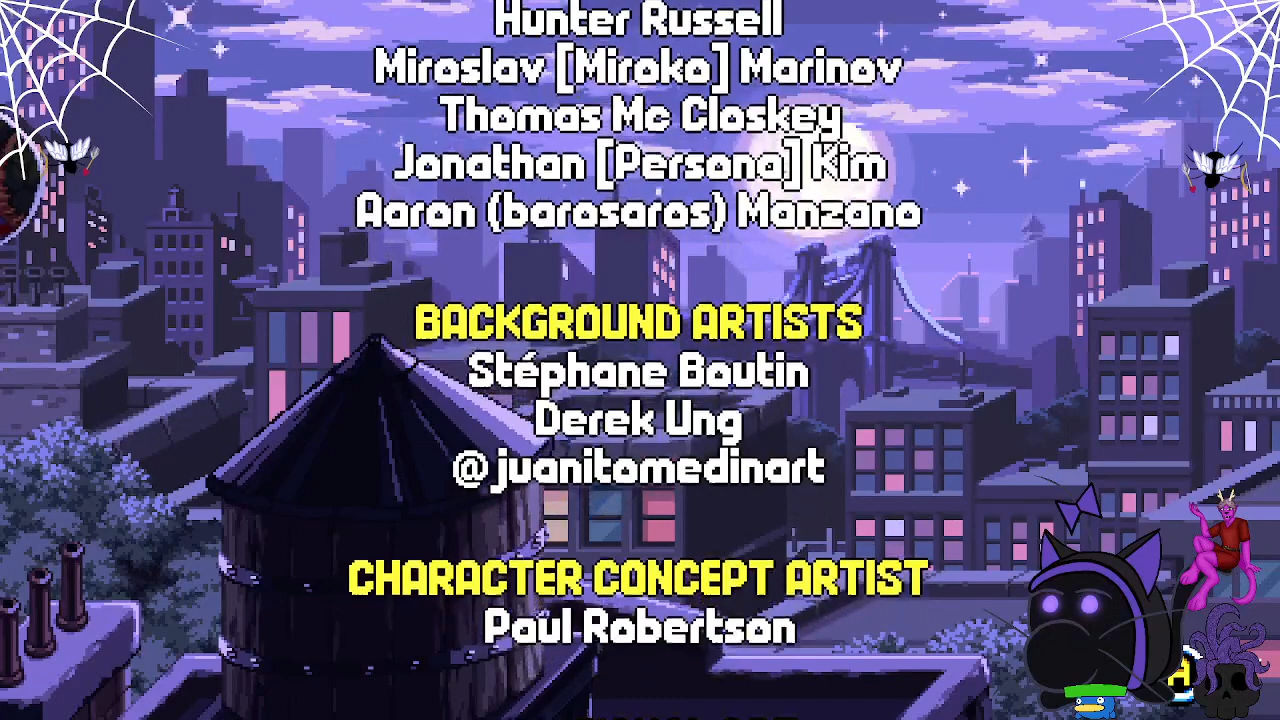 Hunter Russell
Miroslav [Miroko] Marinov
Thomas Mc Closkey
Jonathan [Persona] Kim
Aaron (barosaros) Manzano
BACKGROUND ARTISTS
Stéphane Boutin
Derek Ung
@juanitomedinart
CHARACTER CONCEPT ARTIST
Paul Robertson